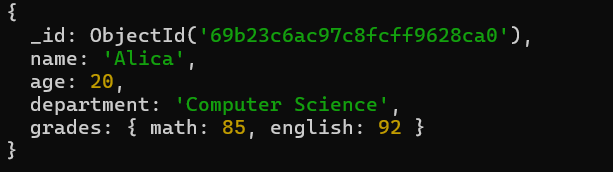 {
  _id: ObjectId('69b23c6ac97c8fcff9628ca0'),
  name: 'Alica',
  age: 20,
  department: 'Computer Science',
  grades: { math: 85, english: 92 }
}